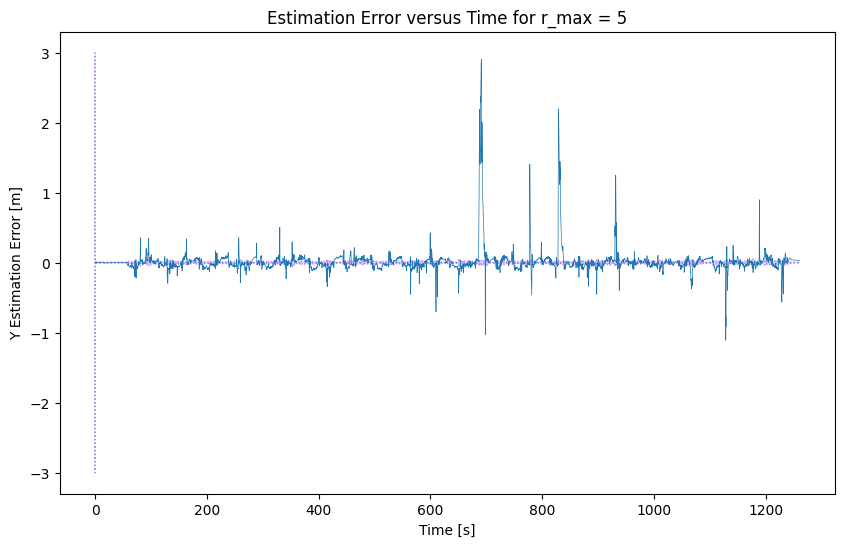 Estimation Error versus Time for r_max = 5
Y Estimation Error [m]
3
2
1
0
−1
−2
−3
0 200 400 600 800 1000 1200
Time [s]